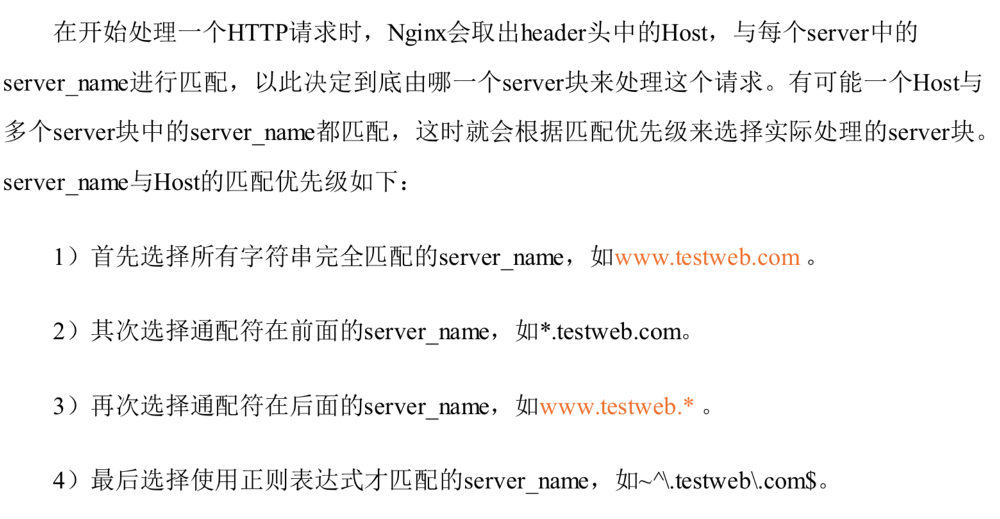 在开始处理一个HTTP请求时，Nginx会取出header头中的Host，与每个server中的
server_name进行匹配，以此决定到底由哪一个server块来处理这个请求。有可能一个Host与
多个server块中的server_name都匹配，这时就会根据匹配优先级来选择实际处理的server块。
server_name与Host的匹配优先级如下：
1）首先选择所有字符串完全匹配的server_name，如www.testweb.com 。
2）其次选择通配符在前面的server_name，如*.testweb.com。
3）再次选择通配符在后面的server_name，如www.testweb.* 。
4）最后选择使用正则表达式才匹配的server_name，如~^\.testweb\.com$。